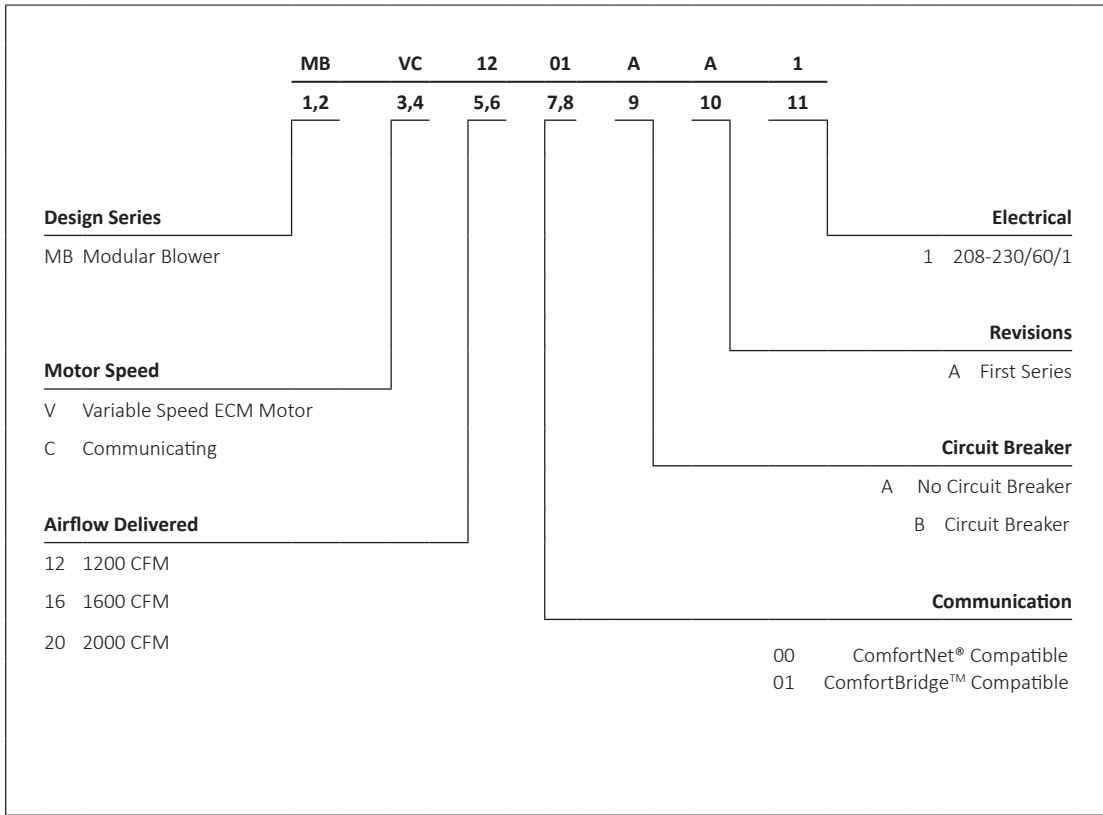 MB VC 12 01 A A 1
1,2 3,4 5,6 7,8 9 10 11
Design Series
MB Modular Blower
Motor Speed
V Variable Speed ECM Motor
C Communicating
Airflow Delivered
12 1200 CFM
16 1600 CFM
20 2000 CFM
Electrical
1 208-230/60/1
Revisions
A First Series
Circuit Breaker
A No Circuit Breaker
B Circuit Breaker
Communication
00 ComfortNet® Compatible
01 ComfortBridge™ Compatible